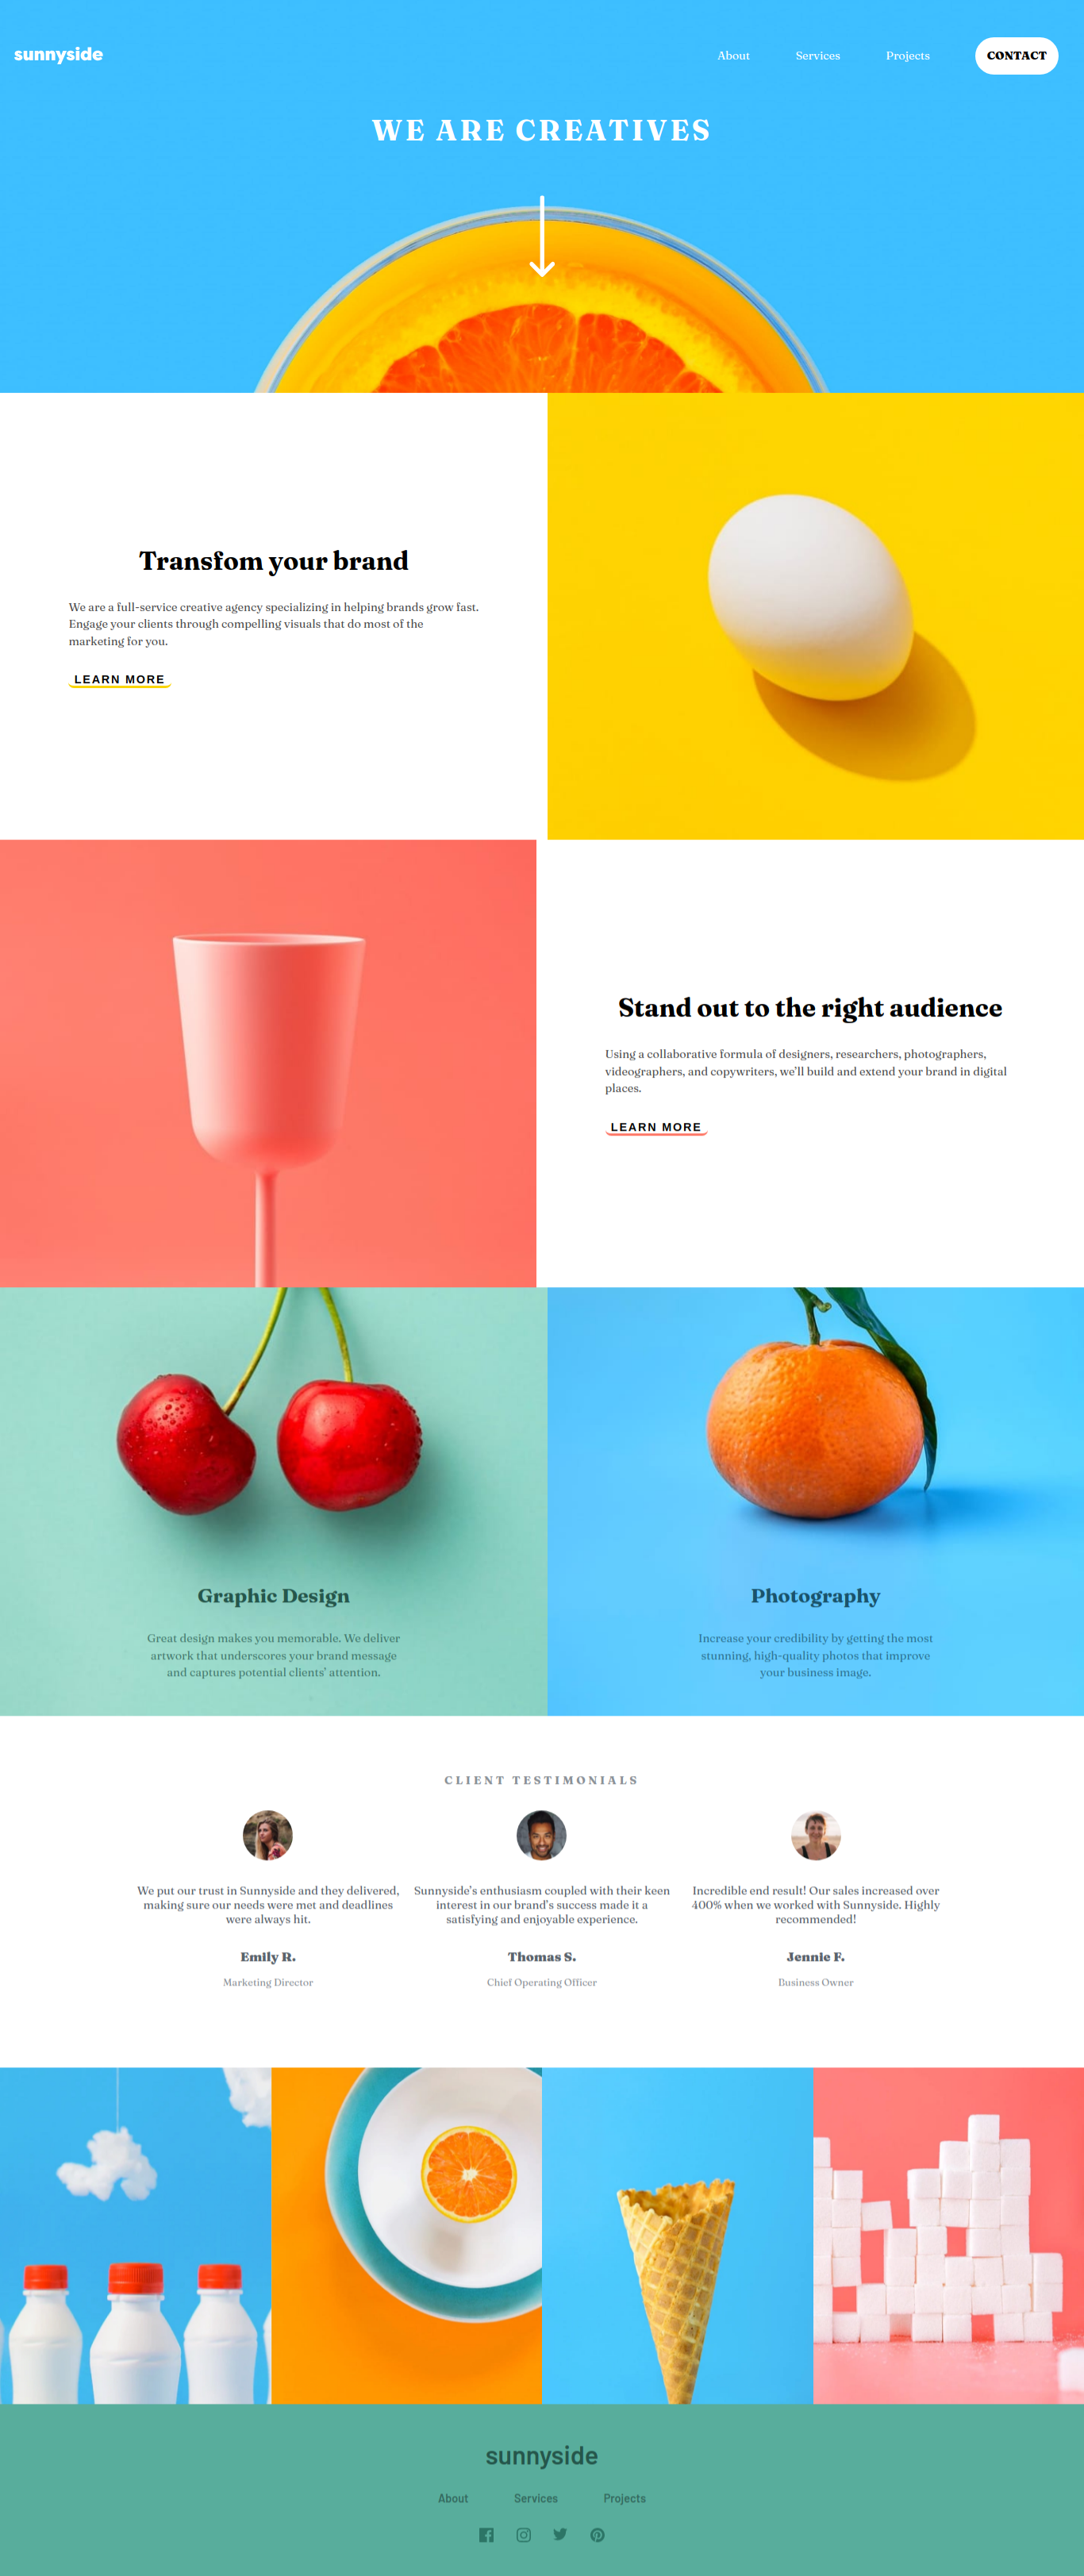 sunnyside
About Services Projects CONTACT
WE ARE CREATIVES
Transfom your brand
We are a full-service creative agency specializing in helping brands grow fast.
Engage your clients through compelling visuals that do most of the
marketing for you.
LEARN MORE
Stand out to the right audience
Using a collaborative formula of designers, researchers, photographers,
videographers, and copywriters, we'll build and extend your brand in digital
places.
LEARN MORE
Graphic Design
Great design makes you memorable. We deliver
artwork that underscores your brand message
and captures potential clients' attention.
Photography
Increase your credibility by getting the most
stunning, high-quality photos that improve
your business image.
CLIENT TESTIMONIALS
We put our trust in Sunnyside and they delivered,
making sure our needs were met and deadlines
were always hit.
Emily R.
Marketing Director
Sunnyside's enthusiasm coupled with their keen
interest in our brand's success made it a
satisfying and enjoyable experience.
Thomas S.
Chief Operating Officer
Incredible end result! Our sales increased over
400% when we worked with Sunnyside. Highly
recommended!
Jennie F.
Business Owner
sunnyside
About Services Projects